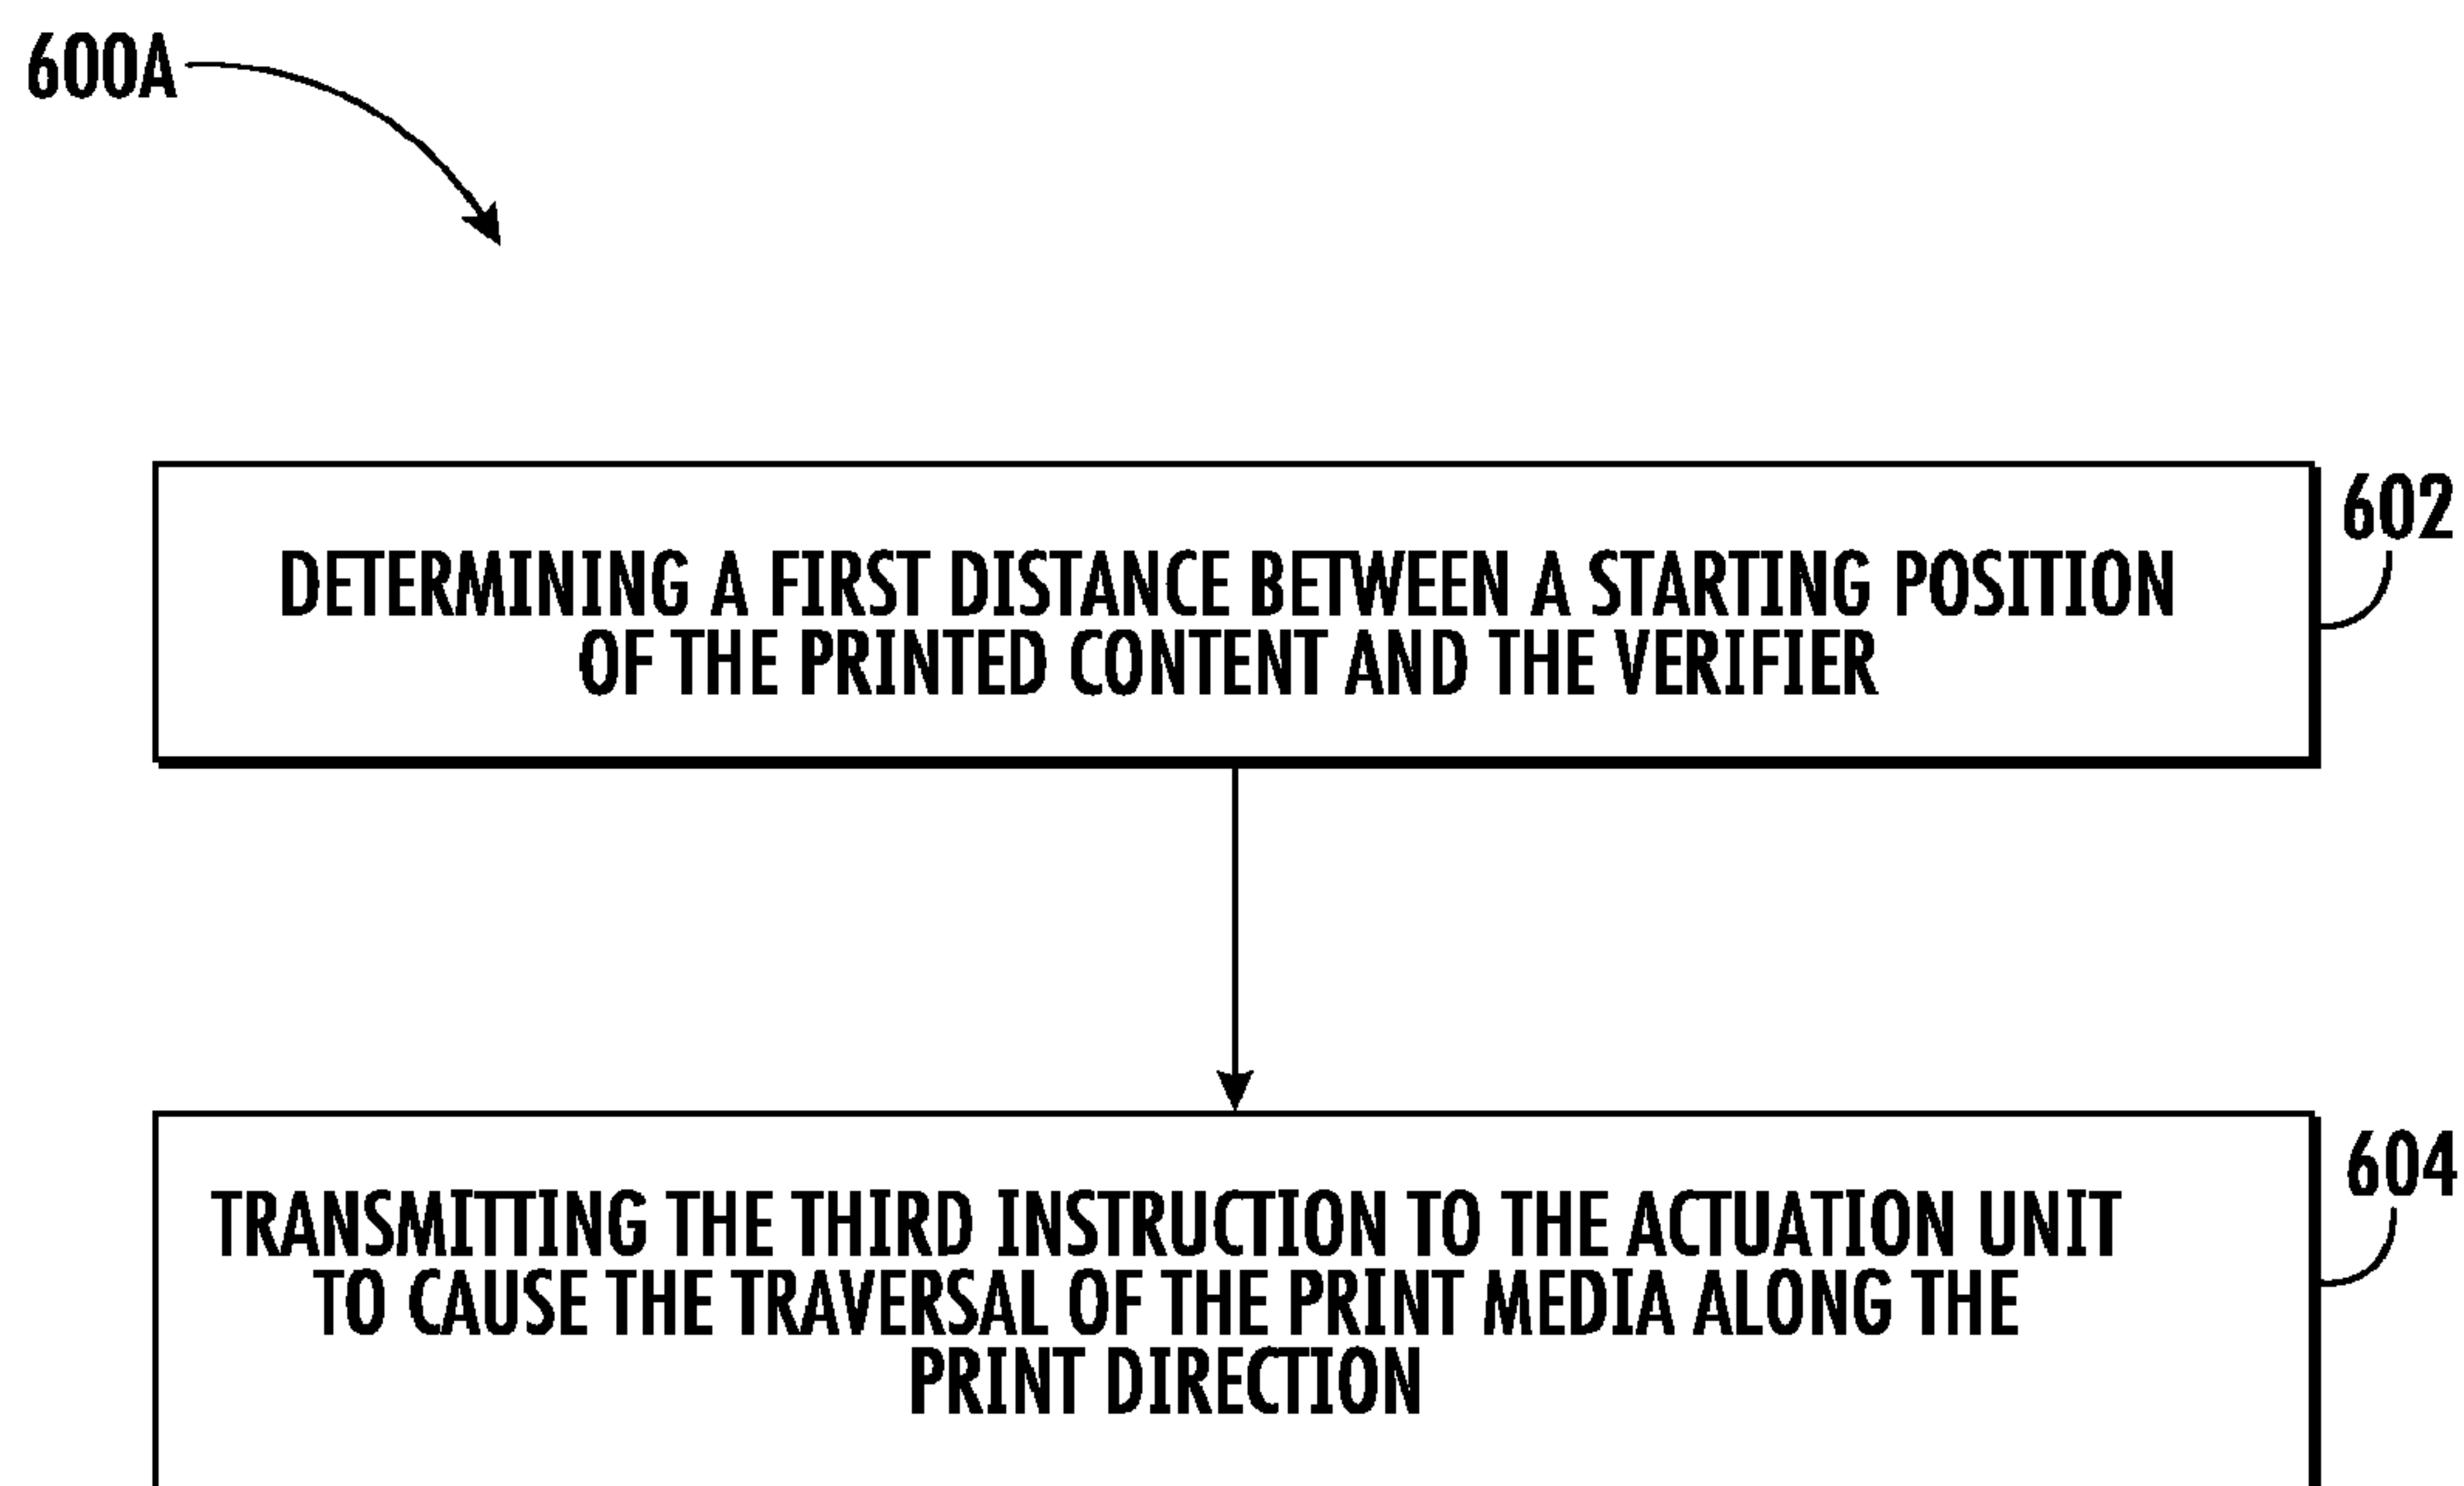 600A
602
DETERMINING A FIRST DISTANCE BETWEEN A STARTING POSITION
OF THE PRINTED CONTENT AND THE VERIFIER
604
TRANSMITTING THE THIRD INSTRUCTION TO THE ACTUATION UNIT
TO CAUSE THE TRAVERSAL OF THE PRINT MEDIA ALONG THE
PRINT DIRECTION